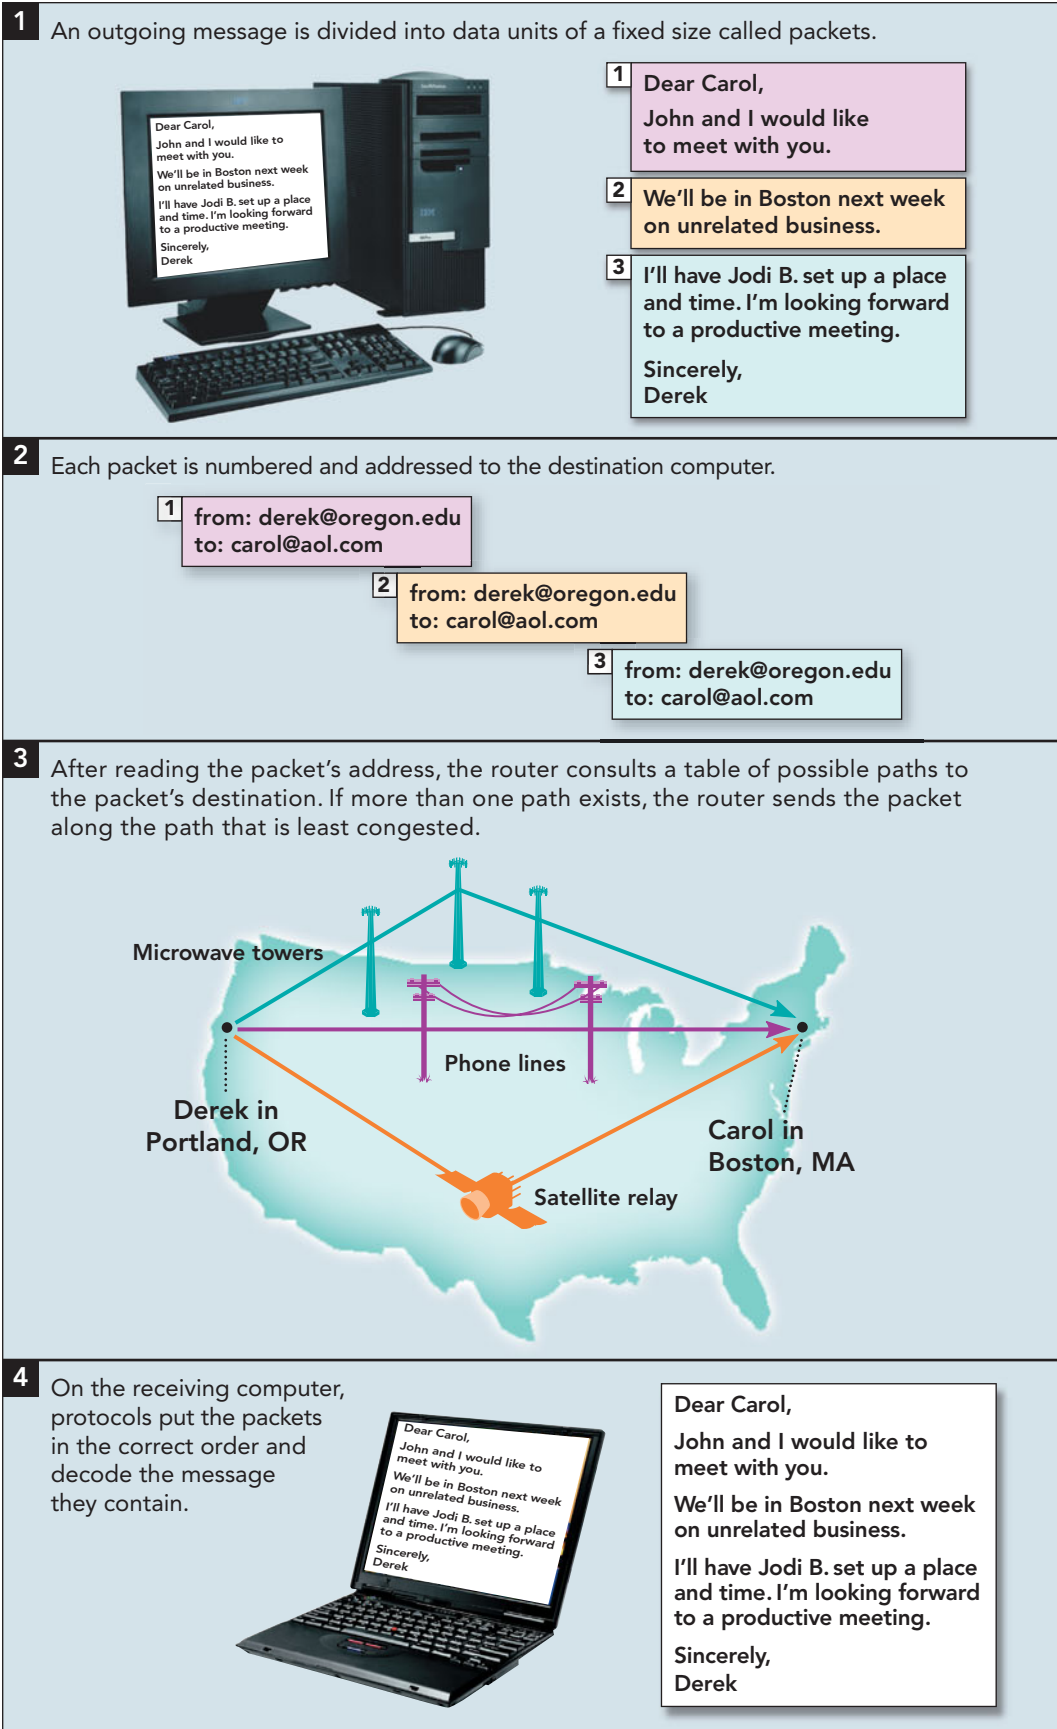 1
An outgoing message is divided into data units of a fixed size called packets.
Dear Carol,
John and I would like to
meet with you.
We'll be in Boston next week
on unrelated business.
I'll have Jodi B. set up a place
and time. I'm looking forward
to a productive meeting.
Sincerely,
Derek
IBM
1
Dear Carol,
John and I would like
to meet with you.
2
We'll be in Boston next week
on unrelated business.
3
I'll have Jodi B. set up a place
and time. I'm looking forward
to a productive meeting.
Sincerely,
Derek
2
Each packet is numbered and addressed to the destination computer.
1
from: derek@oregon.edu
to: carol@aol.com
2
from: derek@oregon.edu
to: carol@aol.com
3
from: derek@oregon.edu
to: carol@aol.com
3
After reading the packet's address, the router consults a table of possible paths to
the packet's destination. If more than one path exists, the router sends the packet
along the path that is least congested.
Microwave towers
Phone lines
Derek in
Portland, OR
Carol in
Boston, MA
Satellite relay
4
On the receiving computer,
protocols put the packets
in the correct order and
decode the message
they contain.
Dear Carol,
John and I would like to
meet with you.
We'll be in Boston next week
on unrelated business.
I'll have Jodi B. set up a place
and time. I'm looking forward
to a productive meeting.
Sincerely,
Derek
Dear Carol,
John and I would like to
meet with you.
We'll be in Boston next week
on unrelated business.
I'll have Jodi B. set up a place
and time. I'm looking forward
to a productive meeting.
Sincerely,
Derek